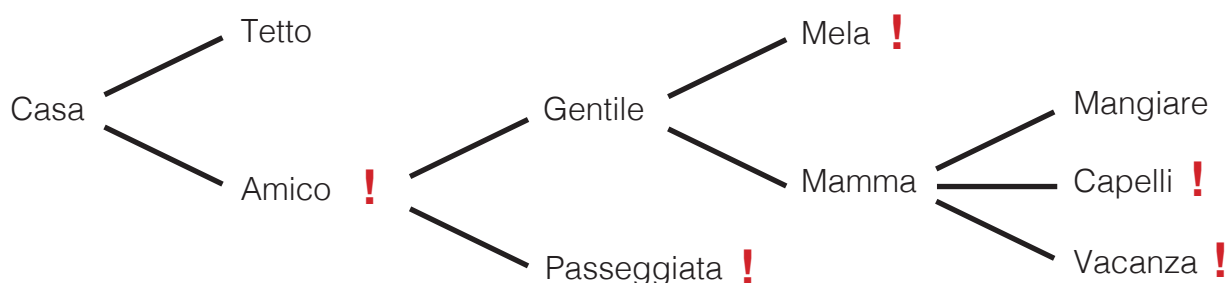 Tetto
Mela !
Casa
Gentile
Mangiare
Amico !
Mamma
Capelli !
Passeggiata !
Vacanza !